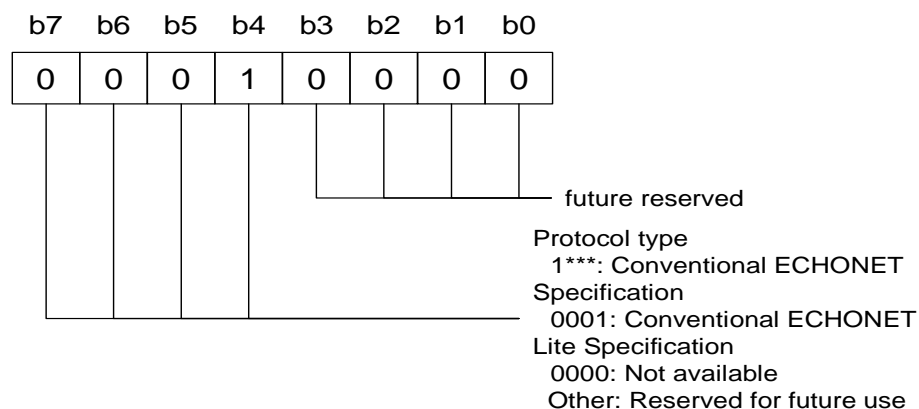 b7 b6 b5 b4 b3 b2 b1 b0
0 0 0 1 0 0 0 0
future reserved
Protocol type
1***: Conventional ECHONET
Specification
0001: Conventional ECHONET
Lite Specification
0000: Not available
Other: Reserved for future use